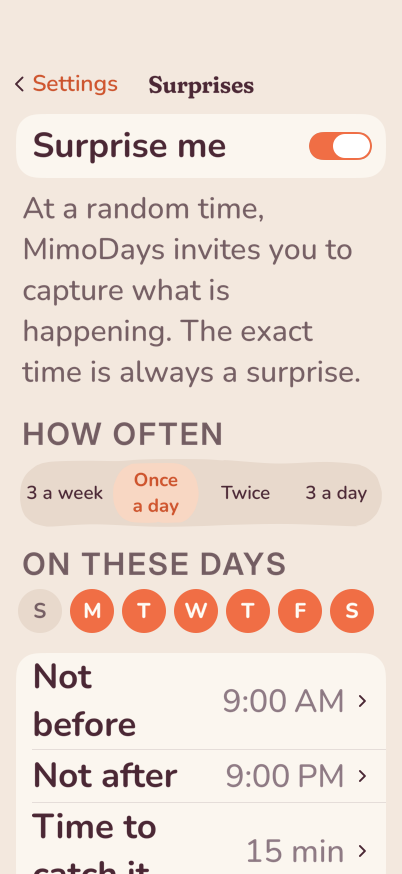 Settings
Surprises
Surprise me
At a random time,
MimoDays invites you to
capture what is
happening. The exact
time is always a surprise.
HOW OFTEN
3 a week
Once
a day
Twice
3 a day
ON THESE DAYS
S M T W T F S
Not
before
9:00 AM
Not after
9:00 PM
Time to
catch it
15 min